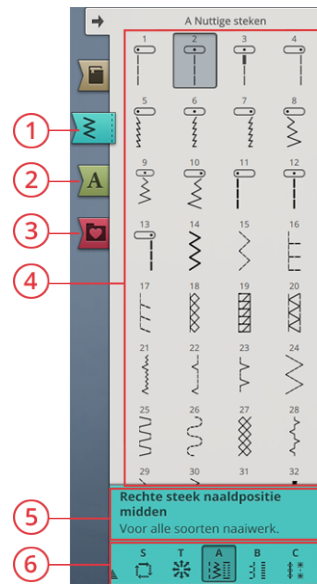 A Nuttige steken
1 2 3 4
5 6 7 8
9 10 11 12
13 14 15 16
17 18 19 20
21 22 23 24
25 26 27 28
29 30 31 32
1
2
A
3
4
5
Rechte steek naaldpositie
midden
Voor alle soorten naaiwerk.
6
S T A B C